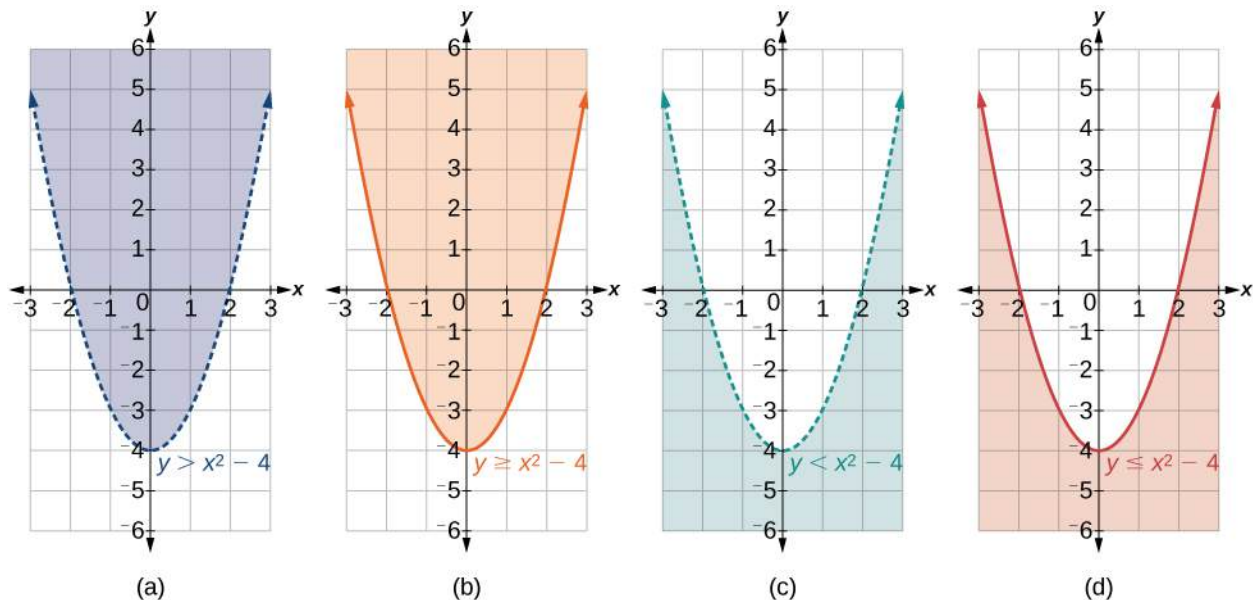 y y y y
6 6 6 6
5 5 5 5
4 4 4 4
3 3 3 3
2 2 2 2
1 1 1 1
x x x x
−3 −2 0 1 2 3 −3 −2 0 1 2 3 −3 −2 0 1 2 3 −3 −2 0 1 2 3
−1 −1 −1 −1
−2 −2 −2 −2
−3 −3 −3 −3
−4 −4 −4 −4
y > x² − 4 y ≥ x² − 4 y < x² − 4 y ≤ x² − 4
−5 −5 −5 −5
−6 −6 −6 −6
(a) (b) (c) (d)